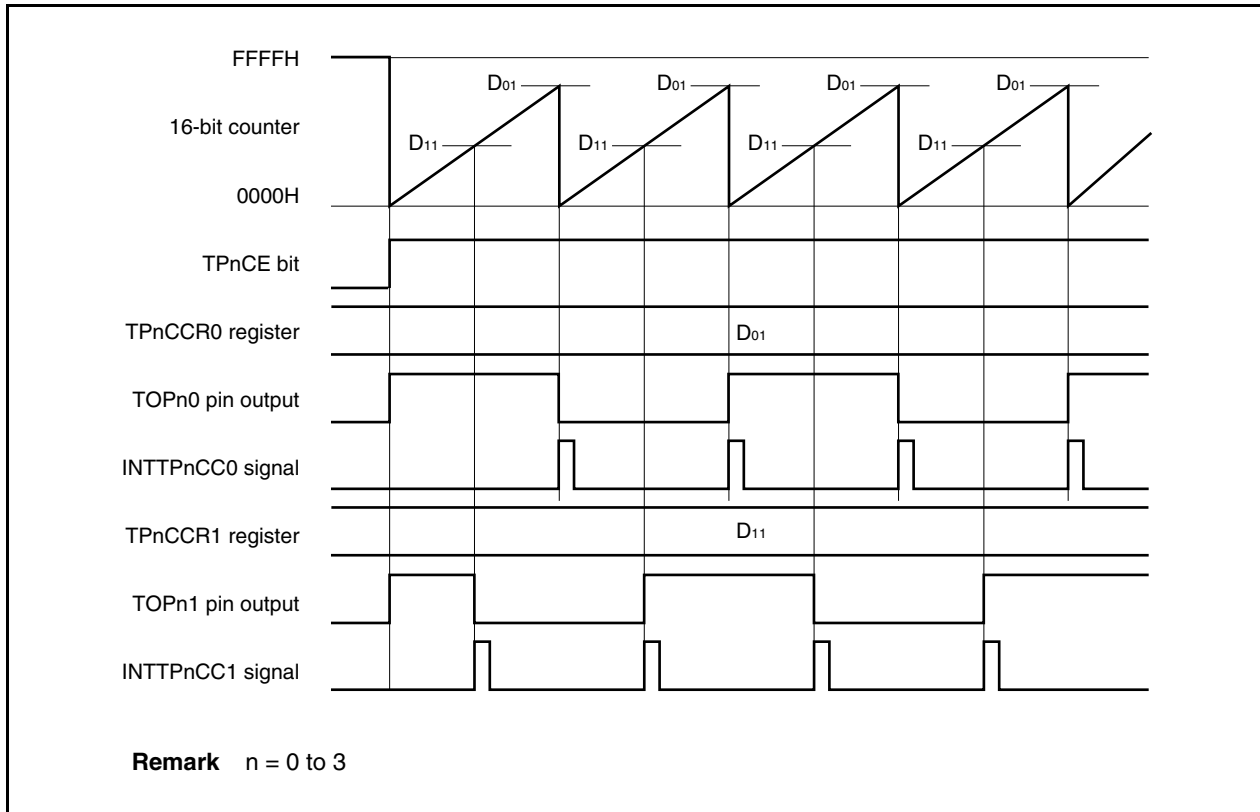 FFFFH
D01 D01 D01 D01
16-bit counter
D11 D11 D11 D11
0000H
TPnCE bit
TPnCCR0 register
D01
TOPn0 pin output
INTTPnCC0 signal
TPnCCR1 register
D11
TOPn1 pin output
INTTPnCC1 signal
Remark n = 0 to 3